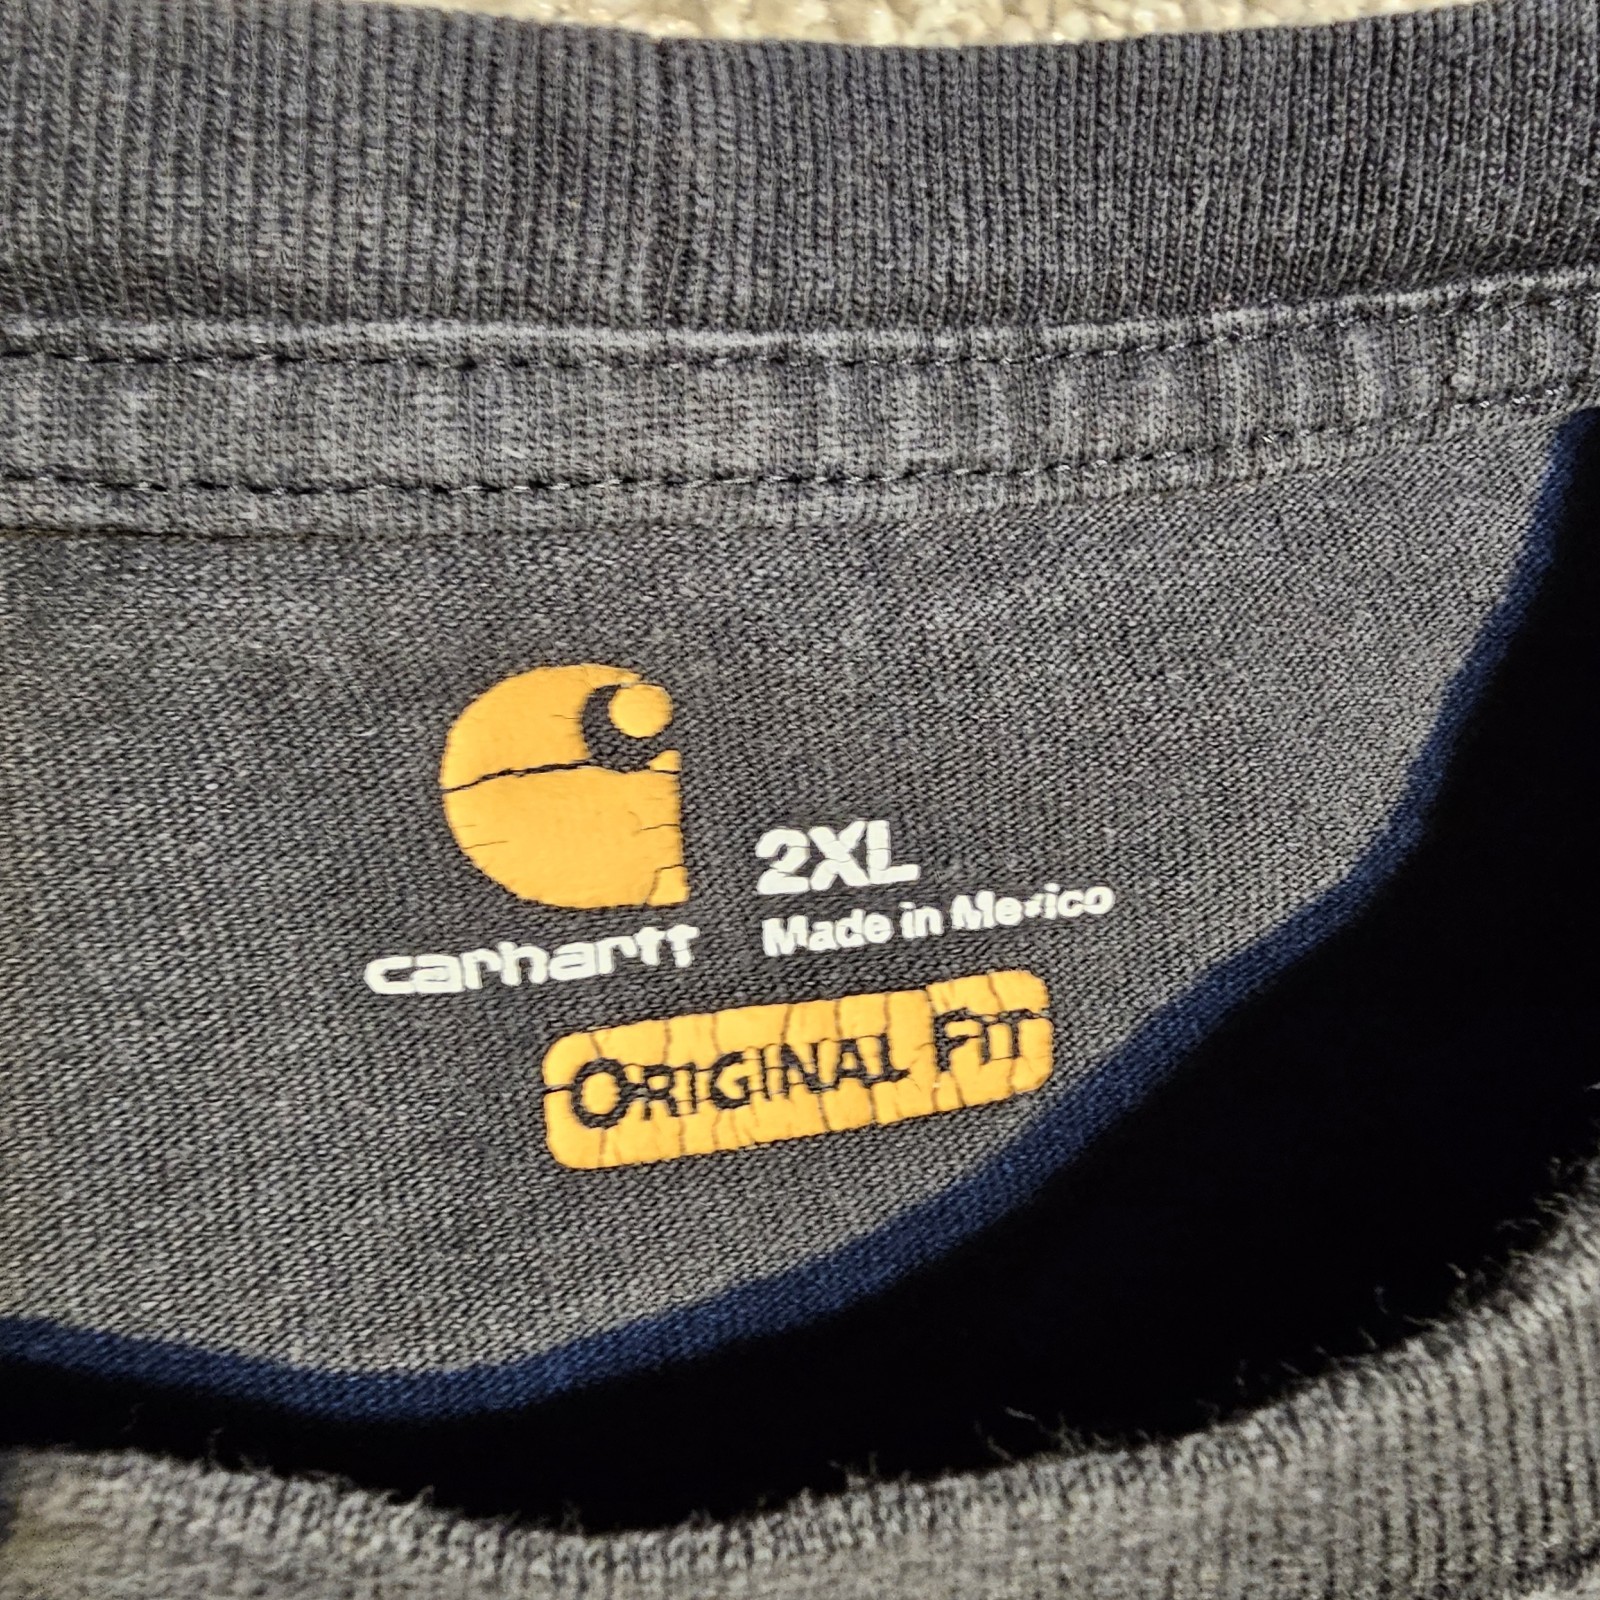 2XL
carhartt
Made in Mexico
ORIGINAL FIT